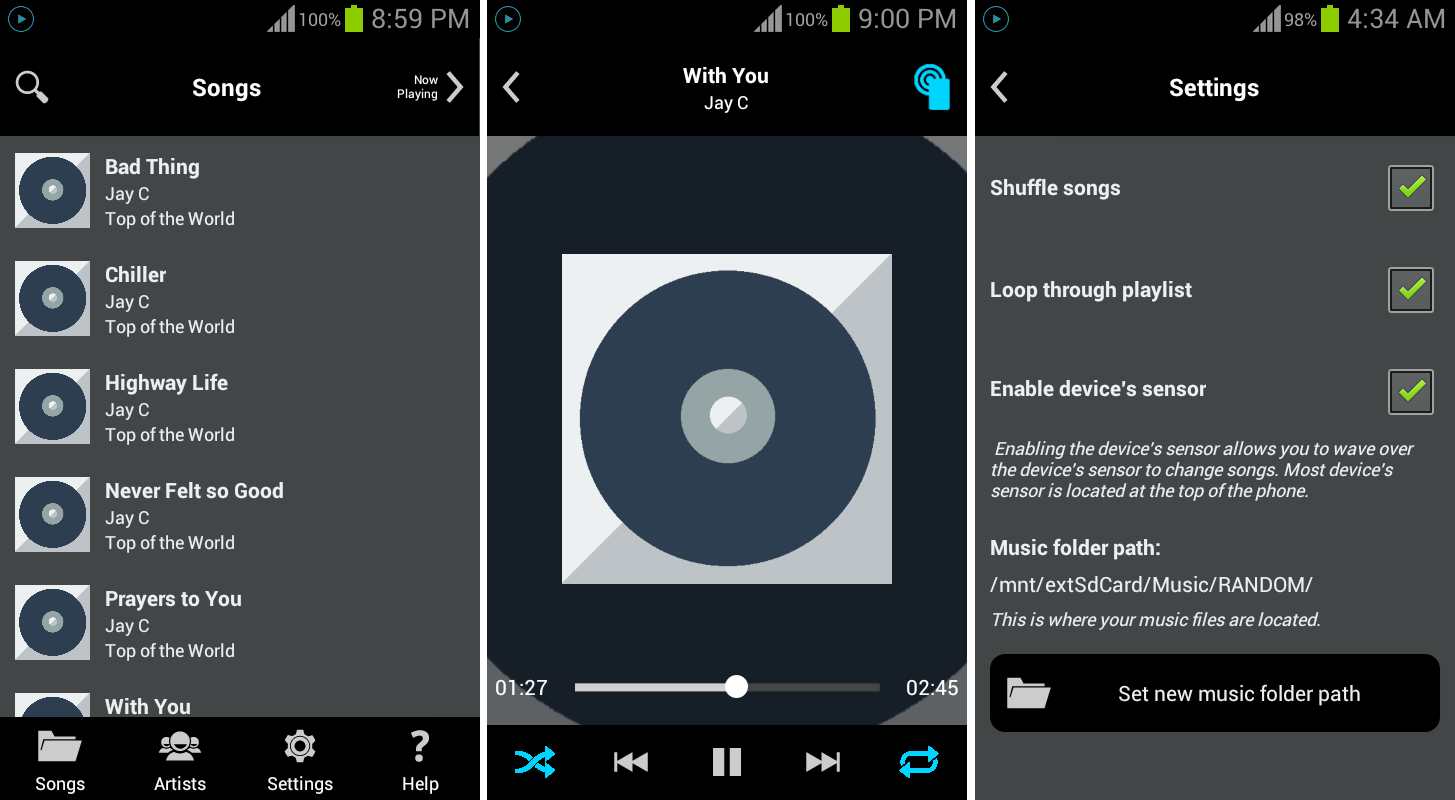 100% 8:59 PM
Songs
Now
Playing
Bad Thing
Jay C
Top of the World
Chiller
Jay C
Top of the World
Highway Life
Jay C
Top of the World
Never Felt so Good
Jay C
Top of the World
Prayers to You
Jay C
Top of the World
With You
Songs
Artists
Settings
Help
100% 9:00 PM
With You
Jay C
01:27
02:45
98% 4:34 AM
Settings
Shuffle songs
Loop through playlist
Enable device's sensor
Enabling the device's sensor allows you to wave over
the device's sensor to change songs. Most device's
sensor is located at the top of the phone.
Music folder path:
/mnt/extSdCard/Music/RANDOM/
This is where your music files are located.
Set new music folder path